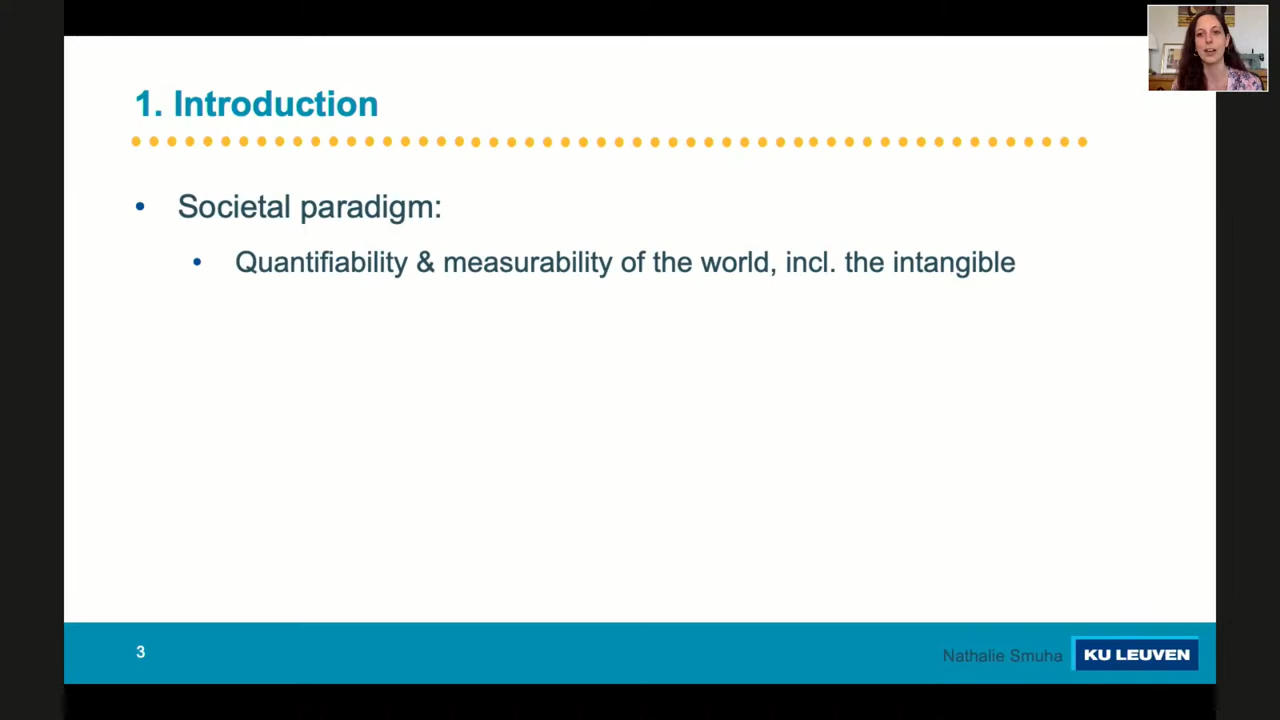 1. Introduction
• Societal paradigm:
• Quantifiability & measurability of the world, incl. the intangible
3
Nathalie Smuha
KU LEUVEN